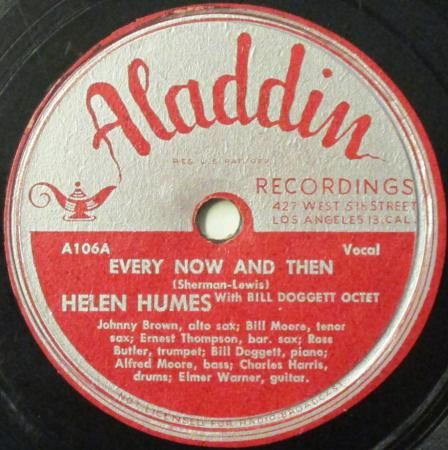 Aladdin
REG. U.S. PAT. OFF.
RECORDINGS
427 WEST 5th STREET
LOS ANGELES 13. CAL.
A106A Vocal
EVERY NOW AND THEN
(Sherman-Lewis)
HELEN HUMES With BILL DOGGETT OCTET
Johnny Brown, alto sax; Bill Moore, tenor
sax; Ernest Thompson, bar. sax; Ross
Butler, trumpet; Bill Doggett, piano;
Alfred Moore, bass; Charles Harris,
drums; Elmer Warner, guitar.
NOT LICENSED FOR RADIO BROADCAST